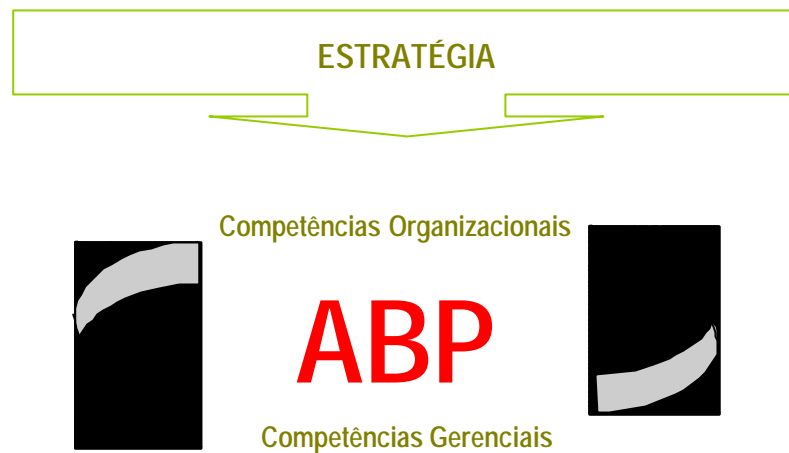 ESTRATÉGIA
Competências Organizacionais
ABP
Competências Gerenciais